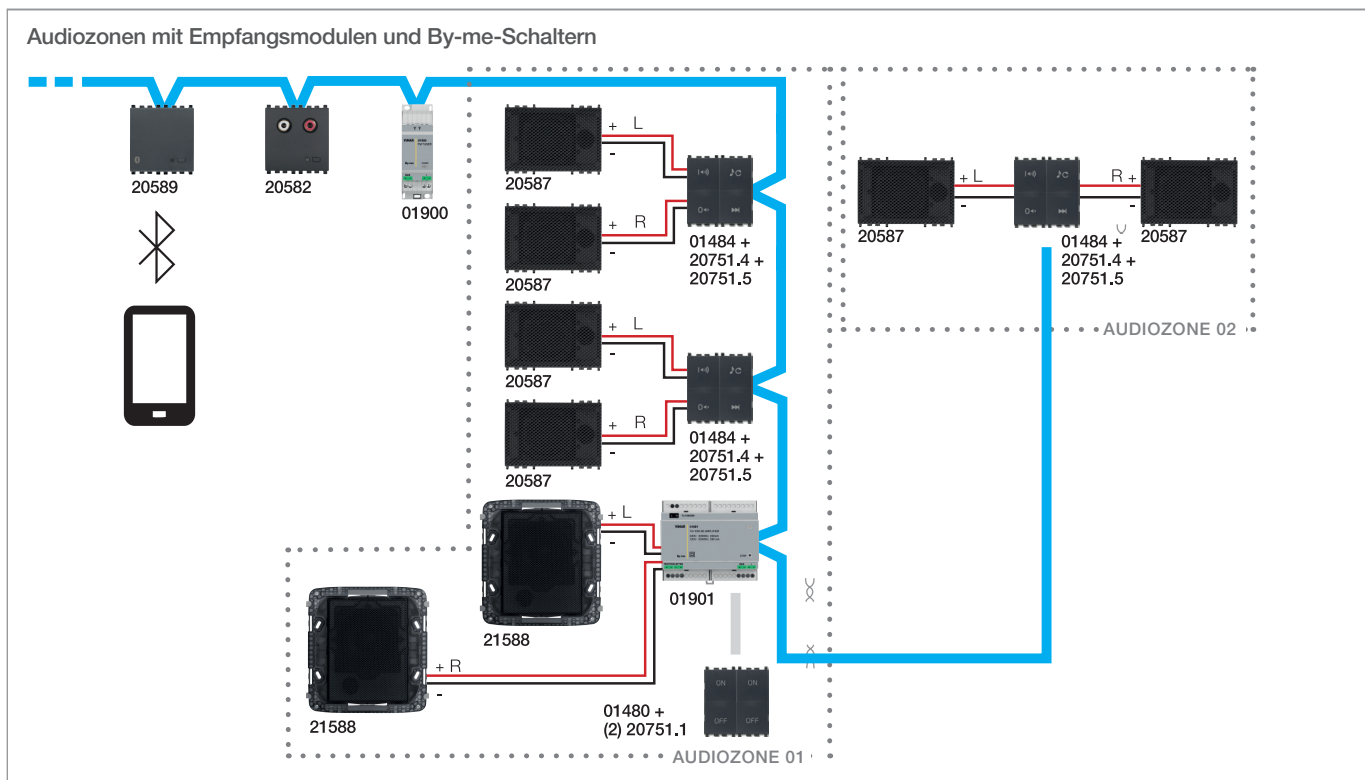 Audiozonen mit Empfangsmodulen und By-me-Schaltern
20589
20582
01900
+ L
-
20587
+ R
-
20587
01484 +
20751.4 +
20751.5
+ L
-
20587
+ R
-
20587
01484 +
20751.4 +
20751.5
+ L
-
21588
01901
+ R
-
21588
ON ON
OFF OFF
01480 +
(2) 20751.1
AUDIOZONE 01
+ L
-
20587
R +
-
20587
01484 +
20751.4 +
20751.5
AUDIOZONE 02